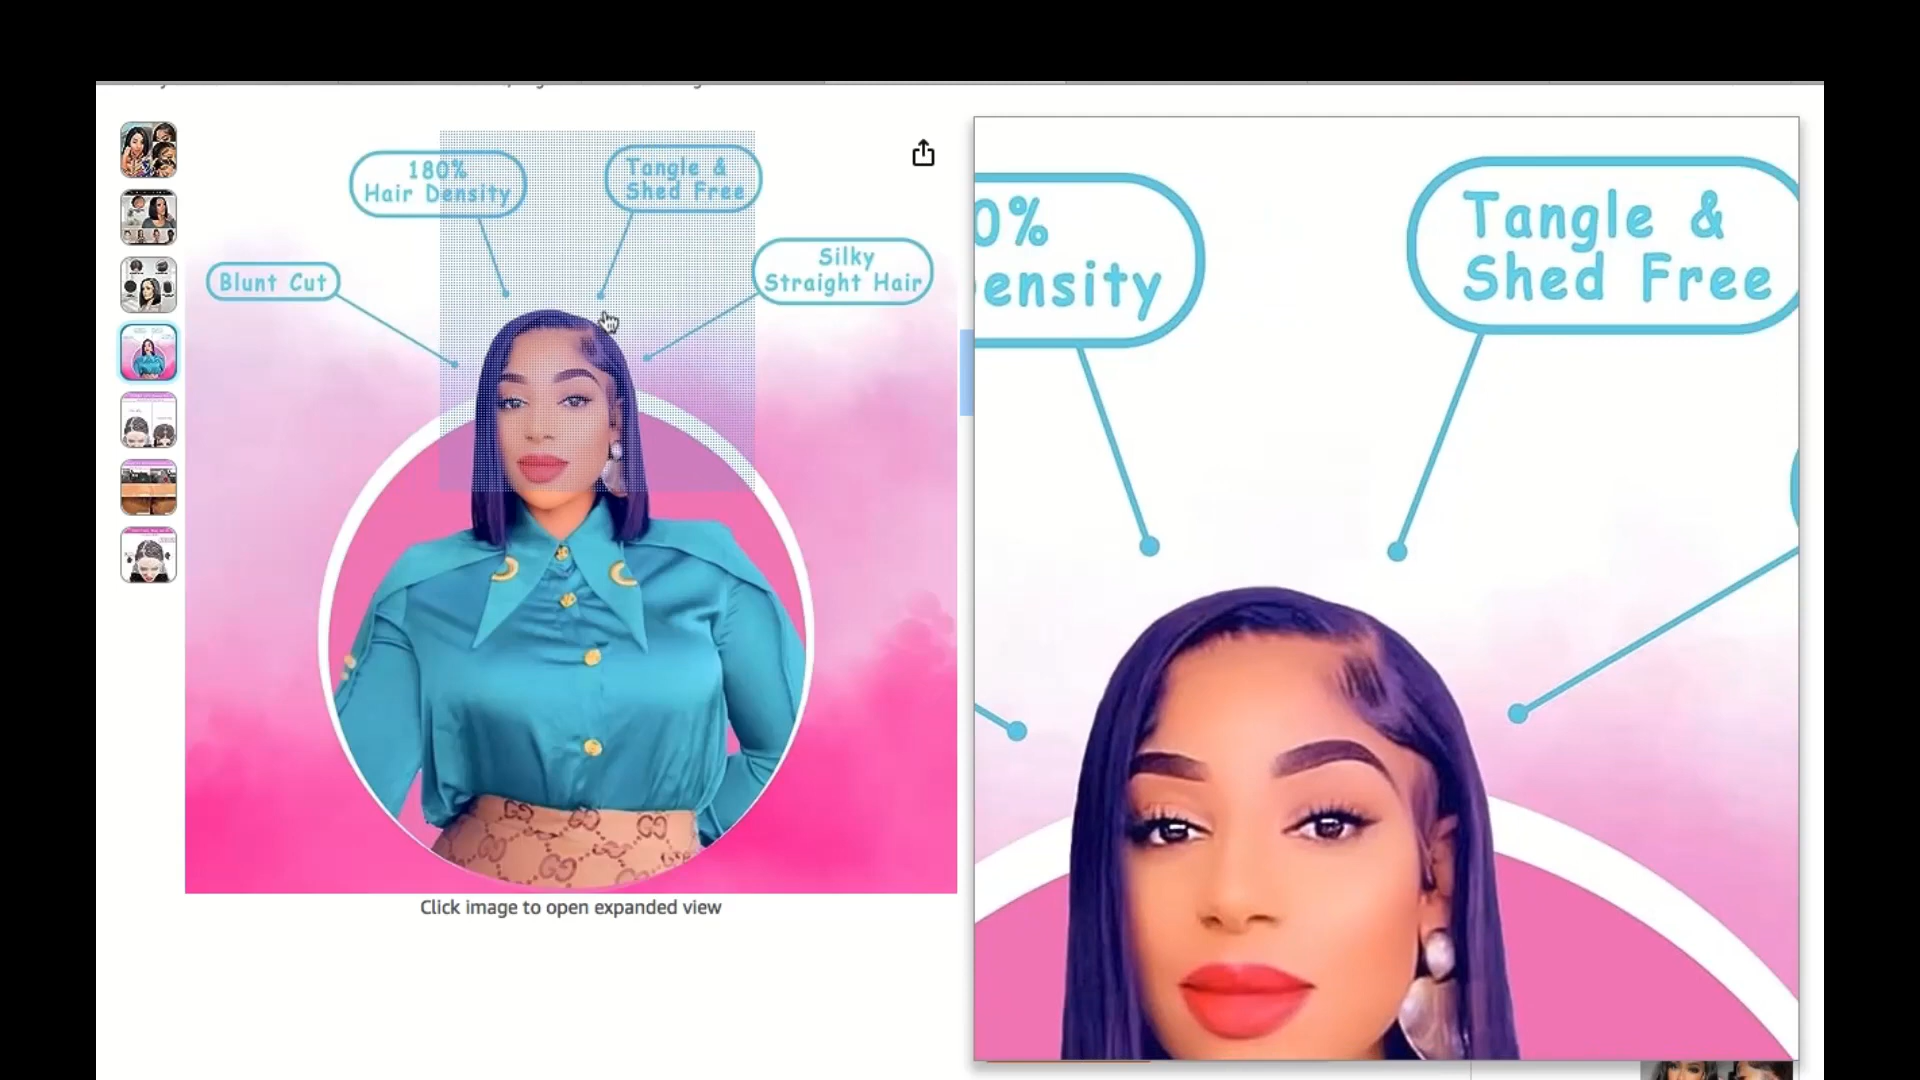 180%
Hair Density
Tangle &
Shed Free
Silky
Straight Hair
Blunt Cut
Click image to open expanded view
0%
ensity
Tangle &
Shed Free